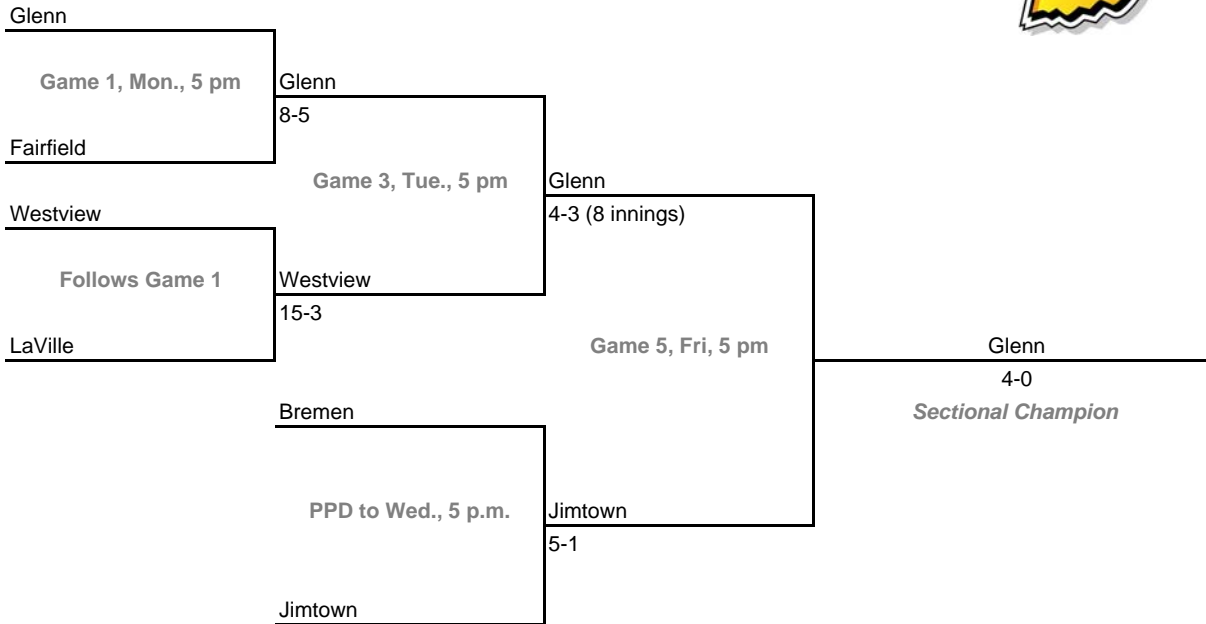 Glenn
Game 1, Mon., 5 pm
Glenn
8-5
Fairfield
Game 3, Tue., 5 pm
Glenn
Westview
4-3 (8 innings)
Follows Game 1
Westview
15-3
LaVille
Game 5, Fri, 5 pm
Glenn
4-0
Bremen
Sectional Champion
PPD to Wed., 5 p.m.
Jimtown
5-1
Jimtown